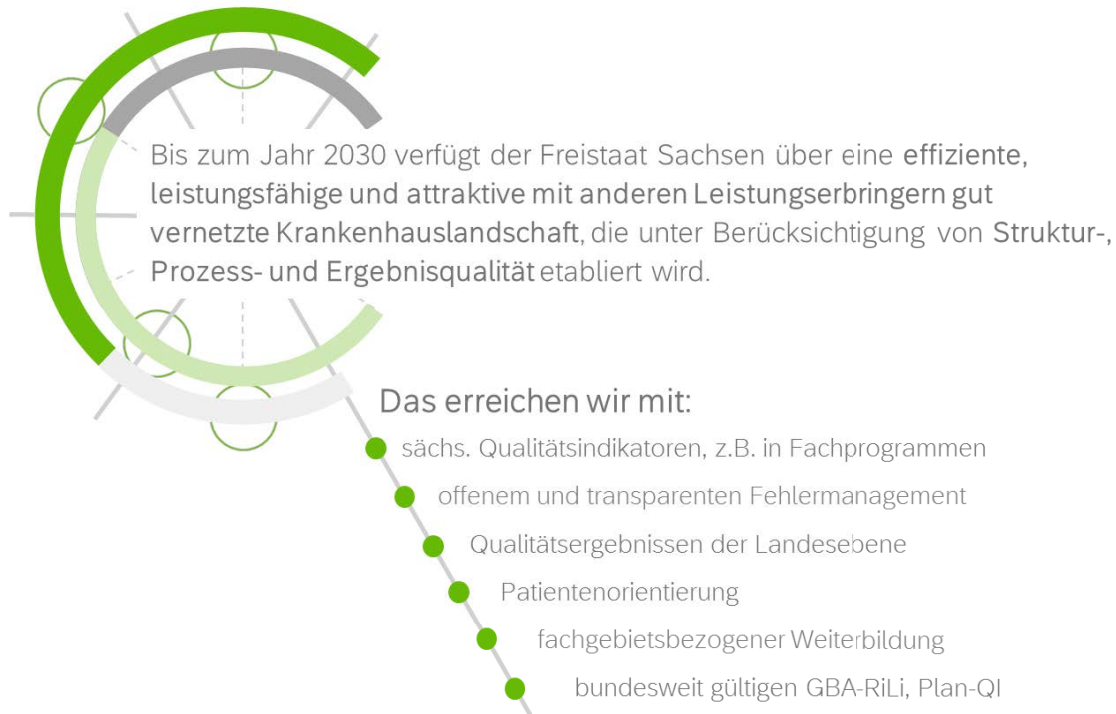 Bis zum Jahr 2030 verfügt der Freistaat Sachsen über eine effiziente,
leistungsfähige und attraktive mit anderen Leistungserbringern gut
vernetzte Krankenhauslandschaft, die unter Berücksichtigung von Struktur-,
Prozess- und Ergebnisqualität etabliert wird.
Das erreichen wir mit:
sächs. Qualitätsindikatoren, z.B. in Fachprogrammen
offenem und transparenten Fehlermanagement
Qualitätsergebnissen der Landesebene
Patientenorientierung
fachgebietsbezogener Weiterbildung
bundesweit gültigen GBA-RiLi, Plan-QI